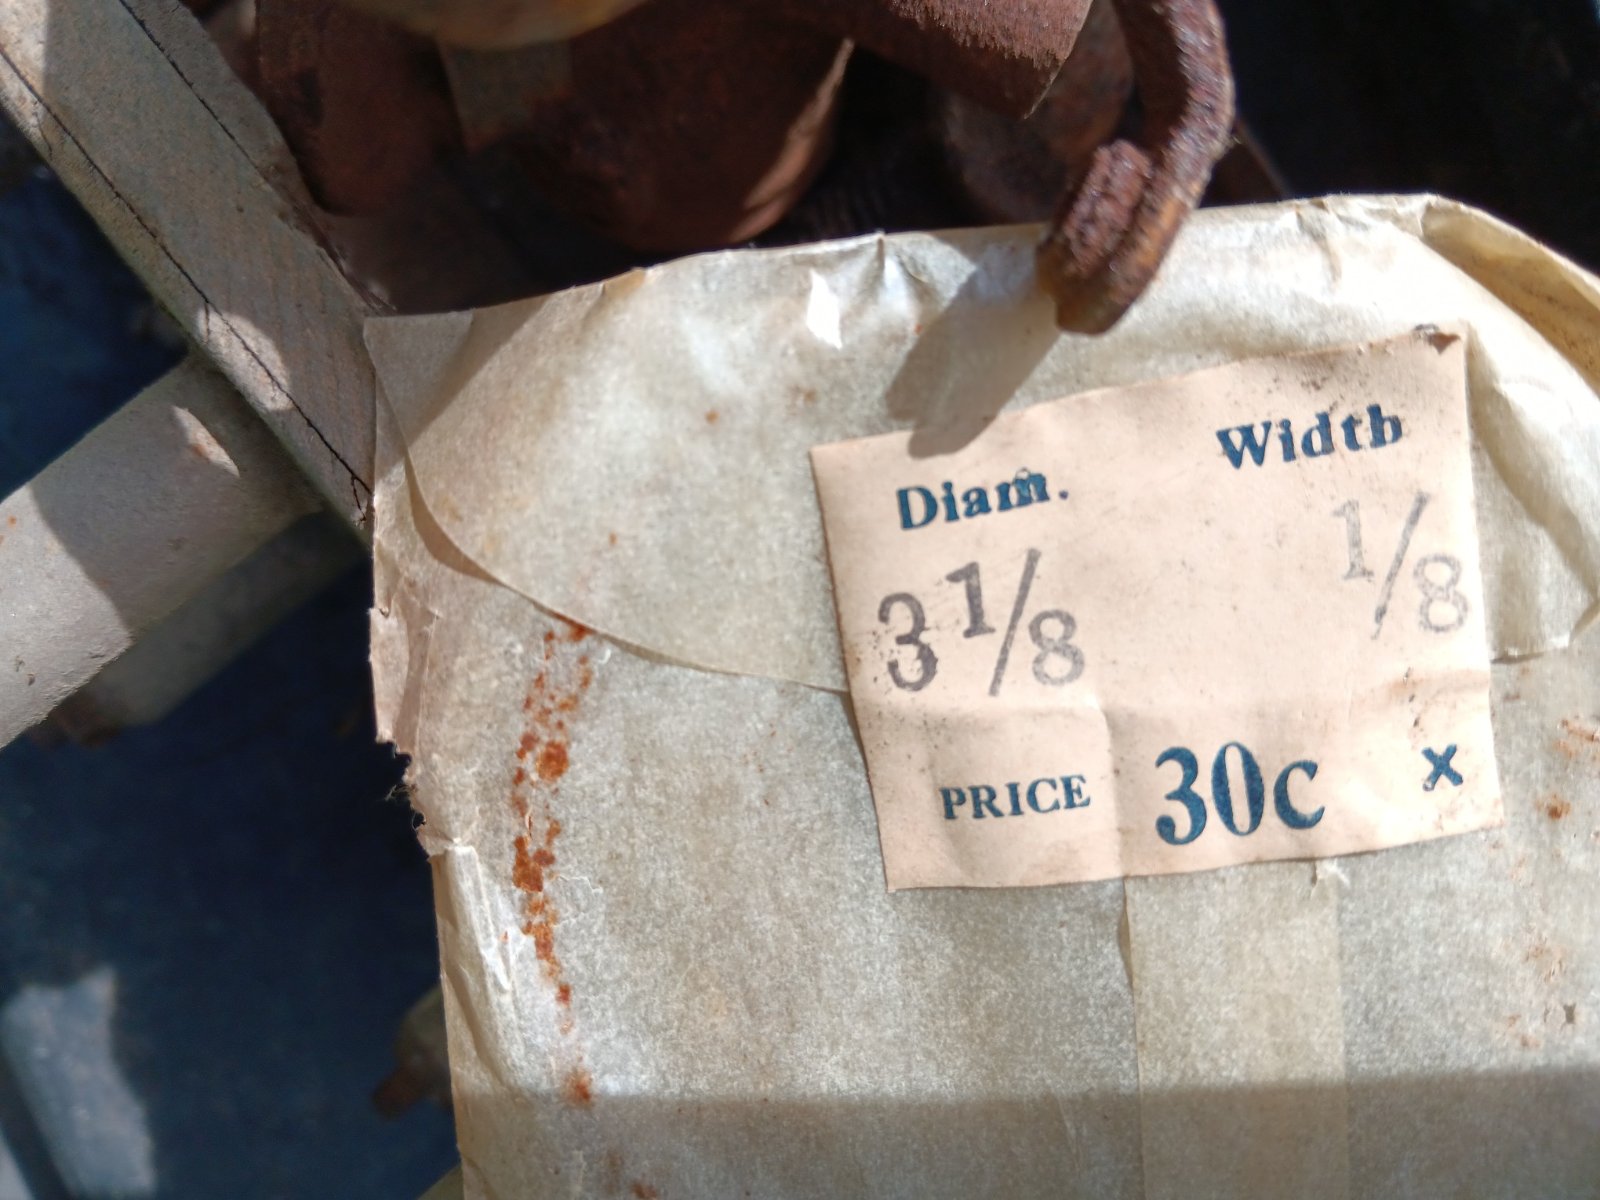 Diam. Width
3 1/8 1/8
PRICE 30c x